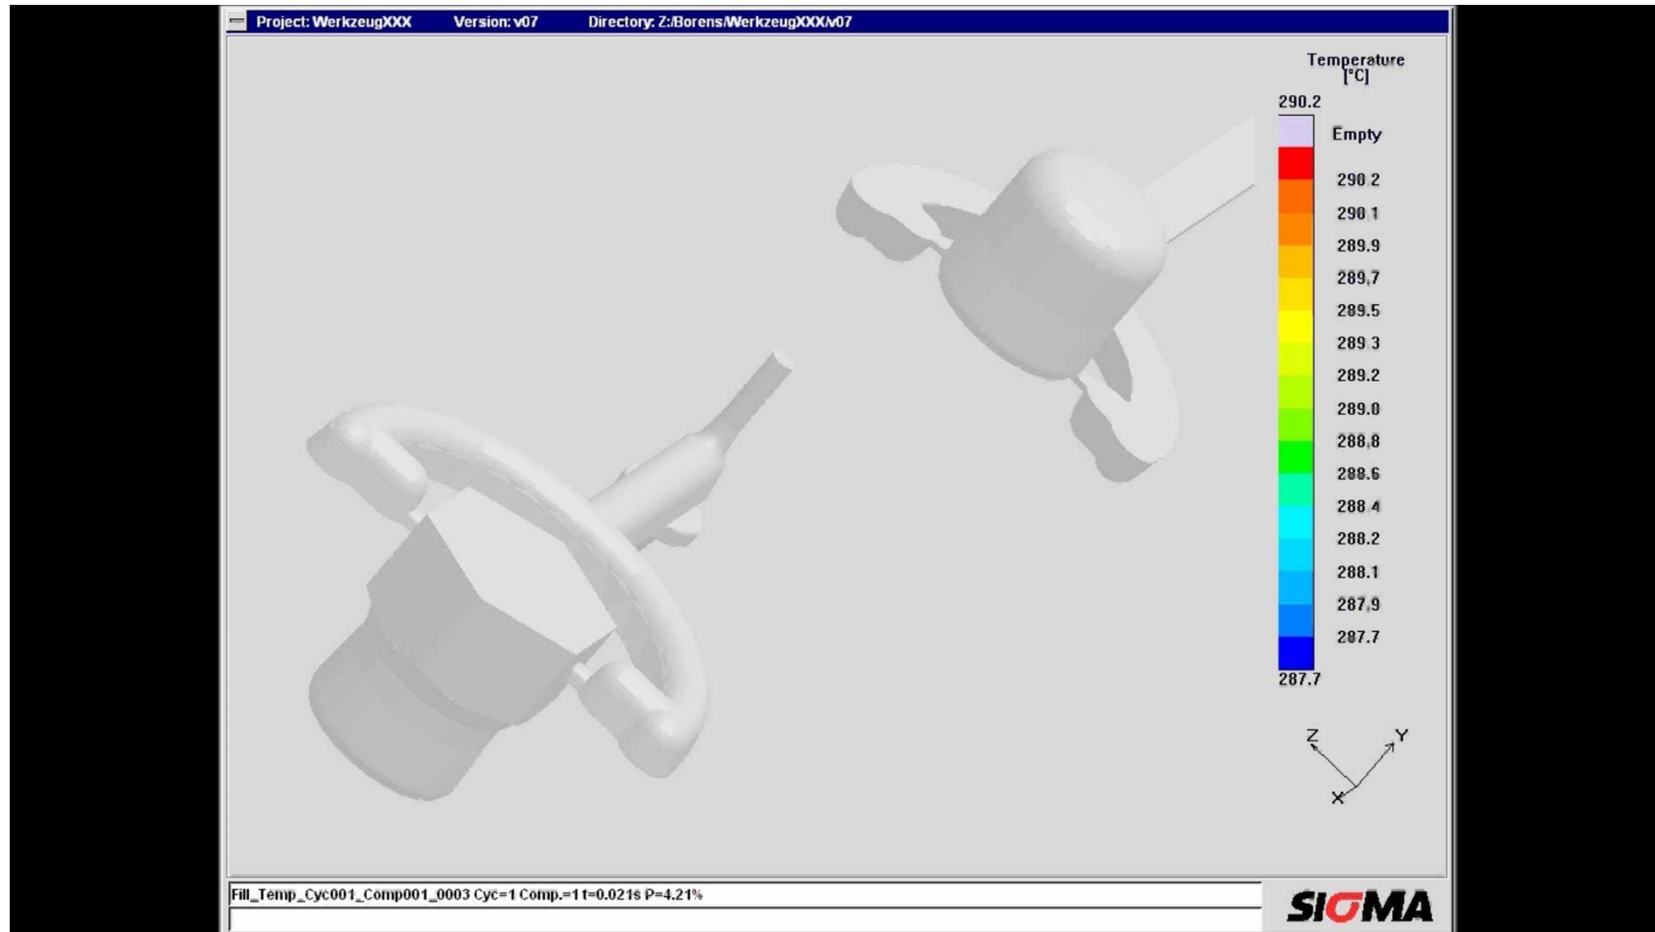 Project: WerkzeugXXX Version: v07 Directory: Z:/Borens/WerkzeugXXX/v07
Temperature
[°C]
290.2
Empty
290.2
290.1
289.9
289.7
289.5
289.3
289.2
289.0
288.8
288.6
288.4
288.2
288.1
287.9
287.7
287.7
Z
Y
X
Fill_Temp_Cyc001_Comp001_0003 Cyc=1 Comp.=1 t=0.021s P=4.21%
SIGMA